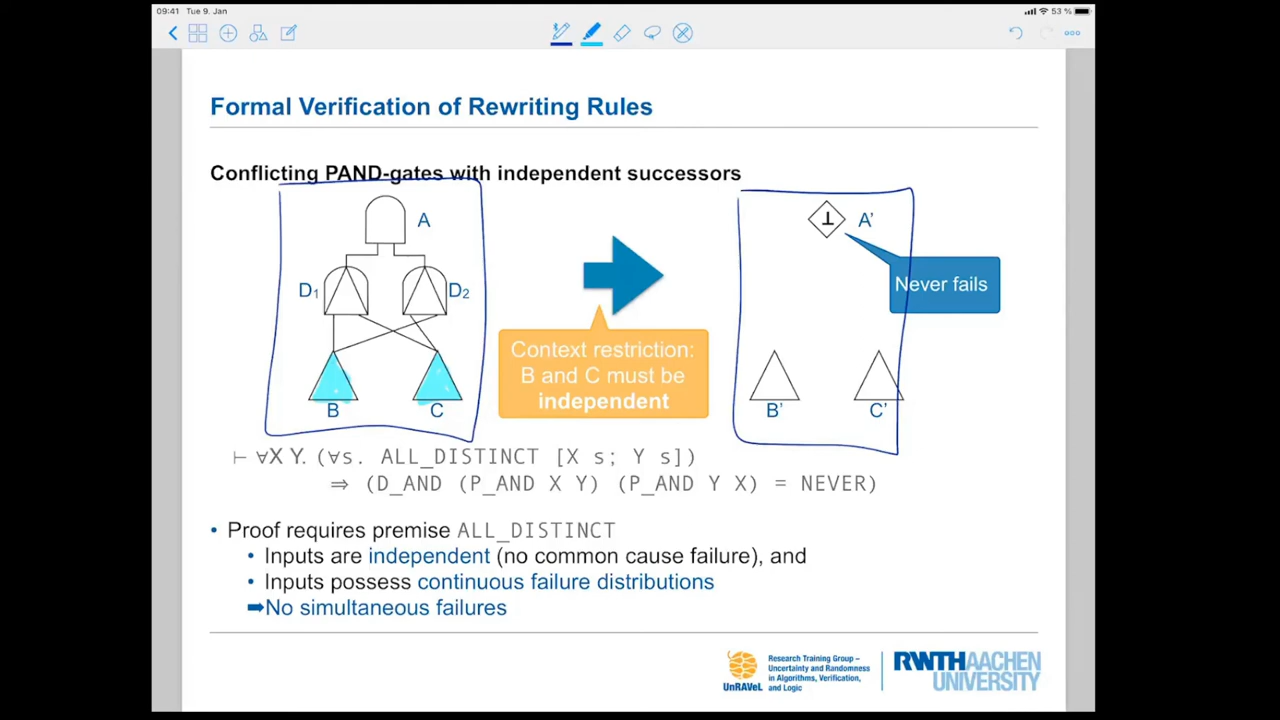 09:41 Tue 9. Jan
53 %
Formal Verification of Rewriting Rules
Conflicting PAND-gates with independent successors
A
D1
D2
B
C
Context restriction:
B and C must be
independent
⊥
A'
Never fails
B'
C'
⊢ ∀X Y. (∀s. ALL_DISTINCT [X s; Y s])
⇒ (D_AND (P_AND X Y) (P_AND Y X) = NEVER)
• Proof requires premise ALL_DISTINCT
• Inputs are independent (no common cause failure), and
• Inputs possess continuous failure distributions
➡No simultaneous failures
UnRAVeL
Research Training Group –
Uncertainty and Randomness
in Algorithms, Verification,
and Logic
RWTH AACHEN
UNIVERSITY